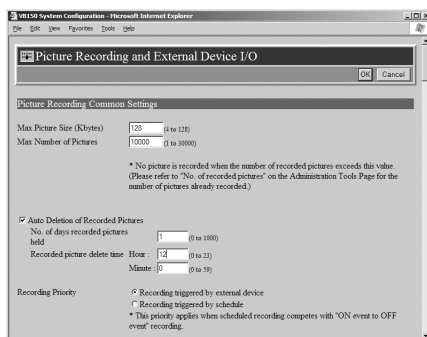 VB150 System Configuration - Microsoft Internet Explorer
File Edit View Favorites Tools Help
Picture Recording and External Device I/O
OK Cancel
Picture Recording Common Settings
Max Picture Size (Kbytes) 128 (4 to 128)
Max Number of Pictures 10000 (1 to 30000)
* No picture is recorded when the number of recorded pictures exceeds this value.
(Please refer to "No. of recorded pictures" on the Administration Tools Page for the
number of pictures already recorded.)
Auto Deletion of Recorded Pictures
No. of days recorded pictures
held 1 (0 to 1000)
Recorded picture delete time Hour : 12 (0 to 23)
Minute : 0 (0 to 59)
Recording Priority Recording triggered by external device
Recording triggered by schedule
* This priority applies when scheduled recording competes with "ON event to OFF
event" recording.